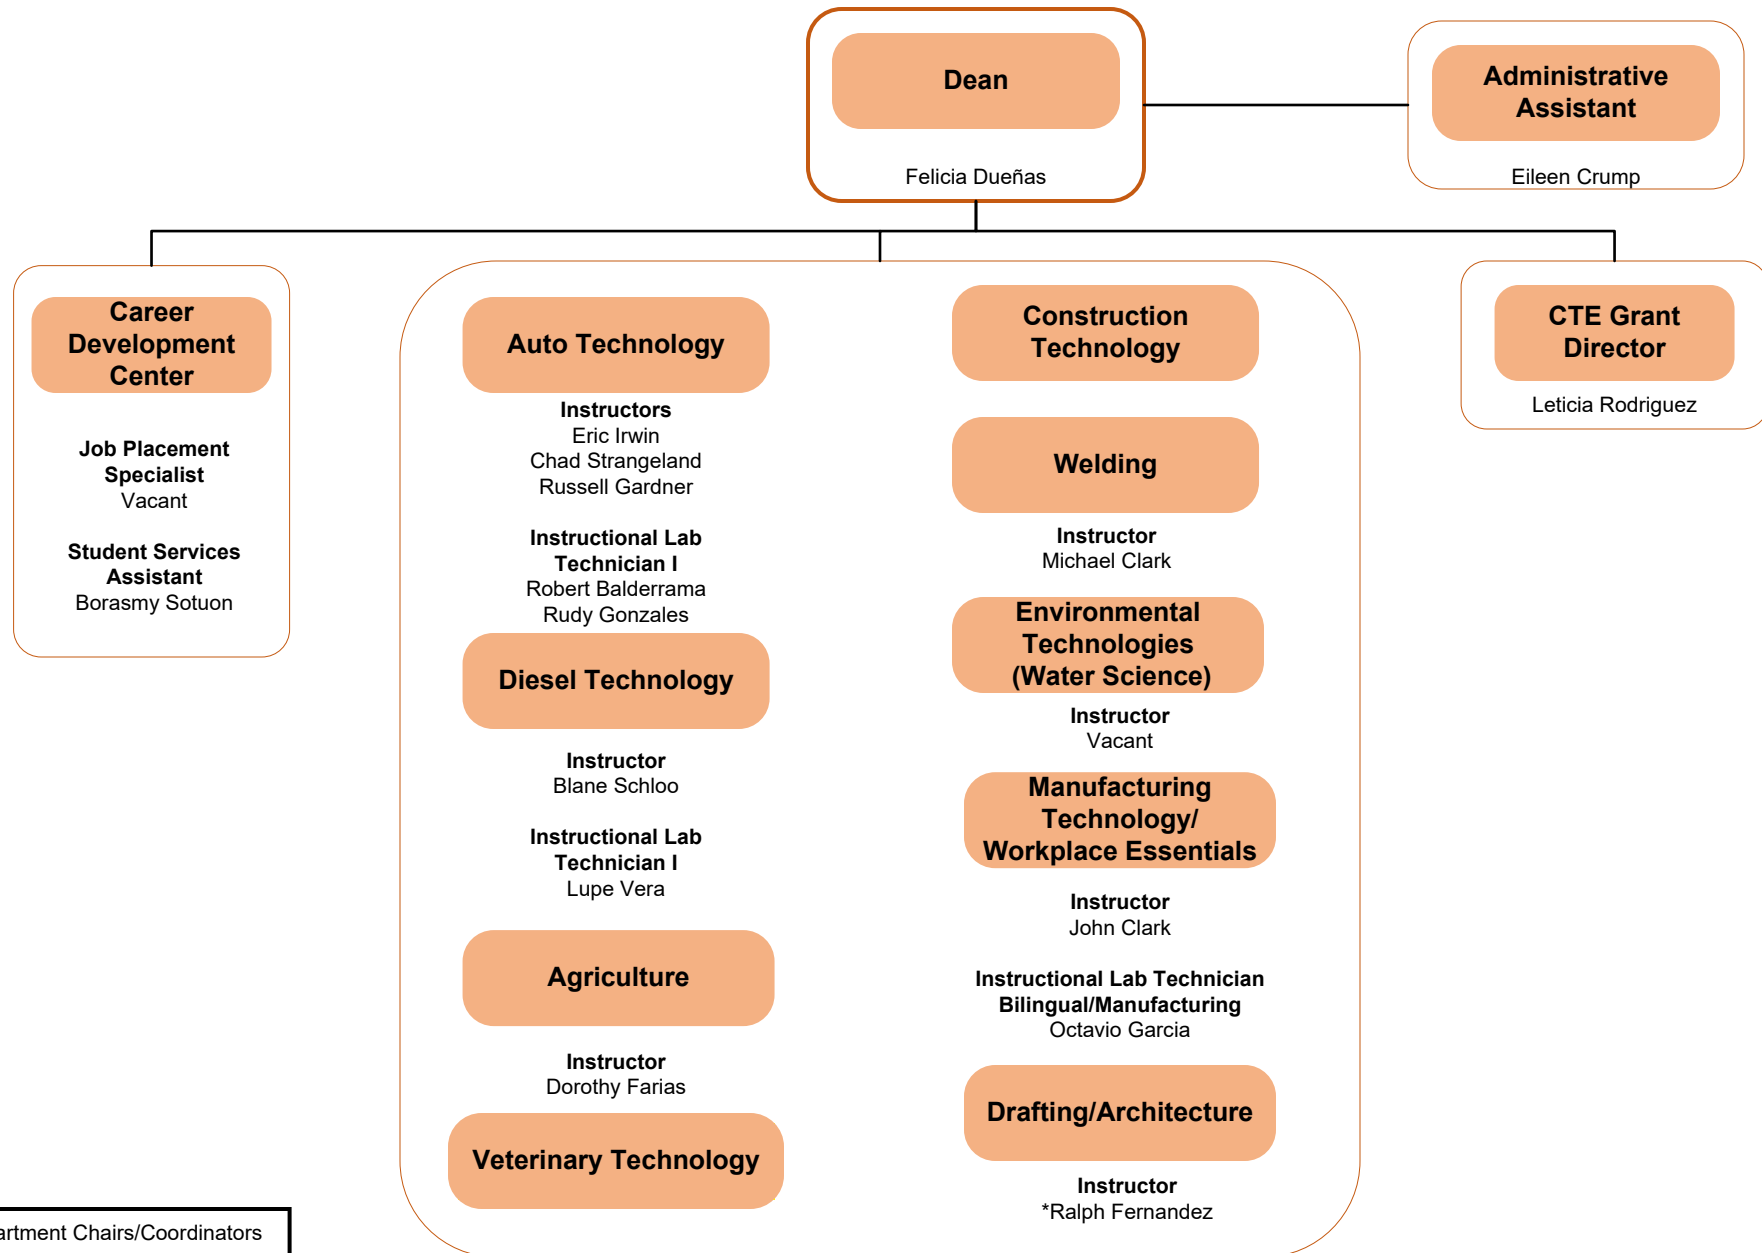 Dean
Felicia Dueñas
Administrative
Assistant
Eileen Crump
Career
Development
Center
Job Placement
Specialist
Vacant
Student Services
Assistant
Borasmy Sotuon
Auto Technology
Instructors
Eric Irwin
Chad Strangeland
Russell Gardner
Instructional Lab
Technician I
Robert Balderrama
Rudy Gonzales
Diesel Technology
Instructor
Blane Schloo
Instructional Lab
Technician I
Lupe Vera
Agriculture
Instructor
Dorothy Farias
Veterinary Technology
Construction
Technology
Welding
Instructor
Michael Clark
Environmental
Technologies
(Water Science)
Instructor
Vacant
Manufacturing
Technology/
Workplace Essentials
Instructor
John Clark
Instructional Lab Technician
Bilingual/Manufacturing
Octavio Garcia
Drafting/Architecture
Instructor
*Ralph Fernandez
CTE Grant
Director
Leticia Rodriguez
Chairs/Coordinators